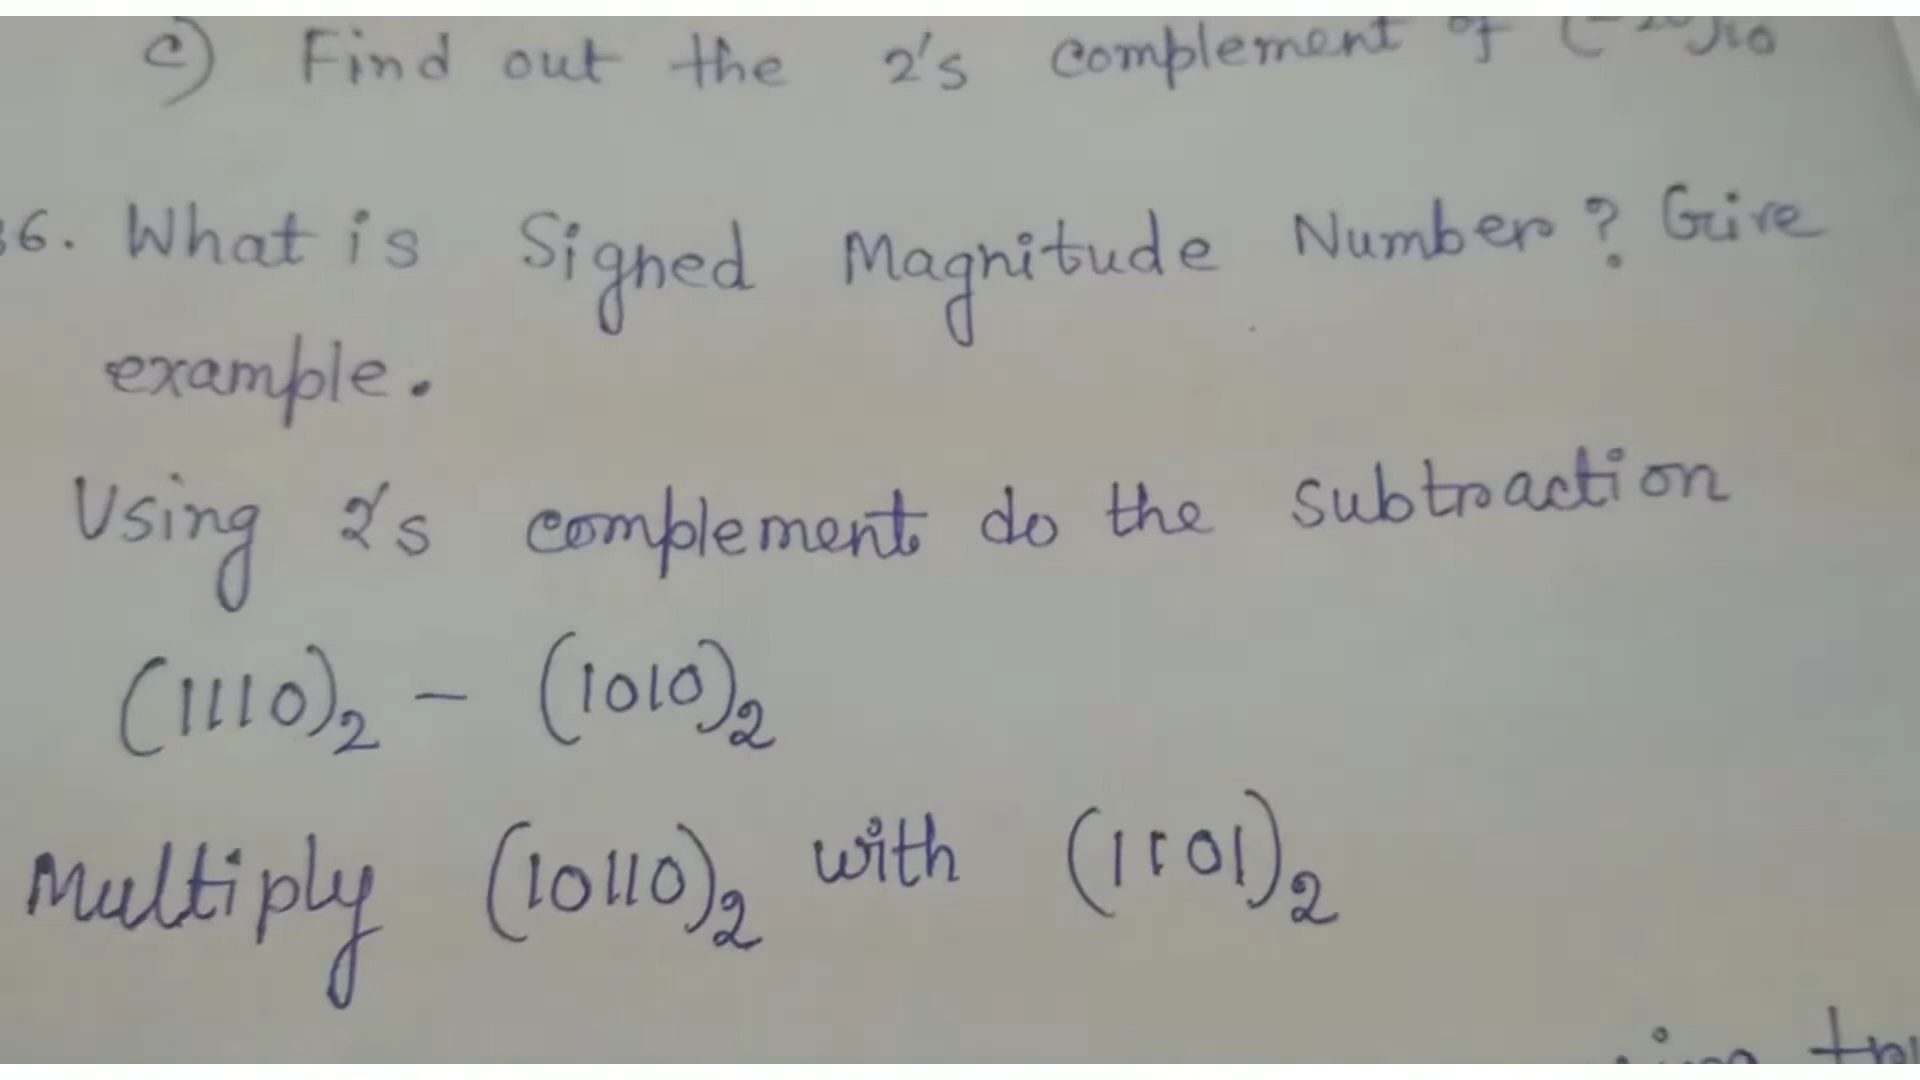 c) Find out the 2's complement of
36. What is Signed Magnitude Number? Give
example.
Using 2's complement do the subtraction
(1110)₂ - (1010)₂
Multiply (10110)₂ with (1101)₂